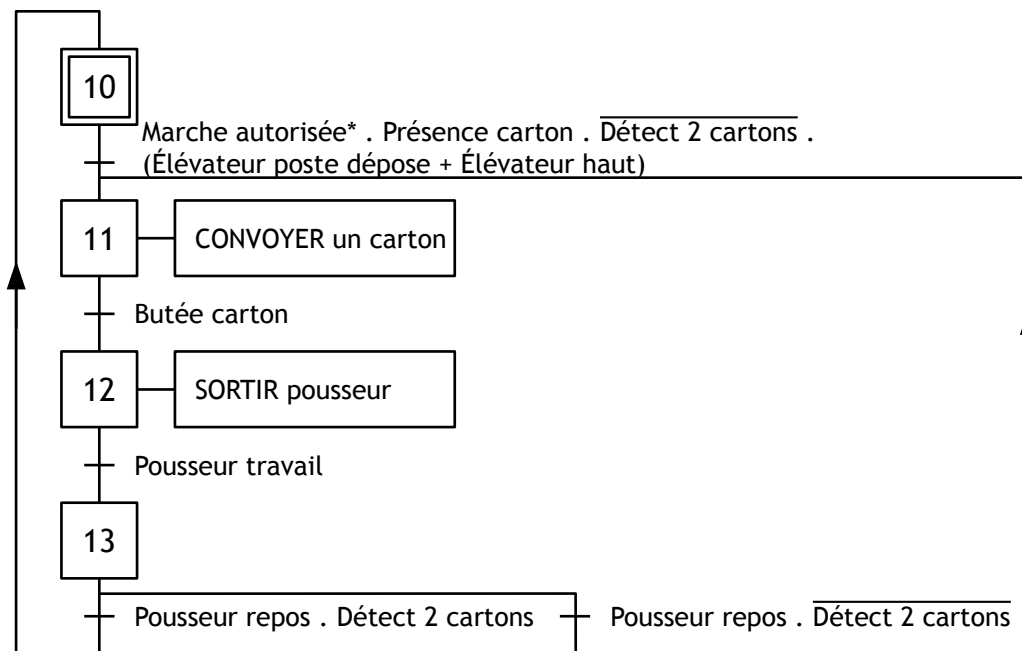 10
Marche autorisée* . Présence carton . Détect 2 cartons .
(Élévateur poste dépose + Élévateur haut)
11
CONVOYER un carton
Butée carton
12
SORTIR pousseur
Pousseur travail
13
Pousseur repos . Détect 2 cartons
Pousseur repos . Détect 2 cartons